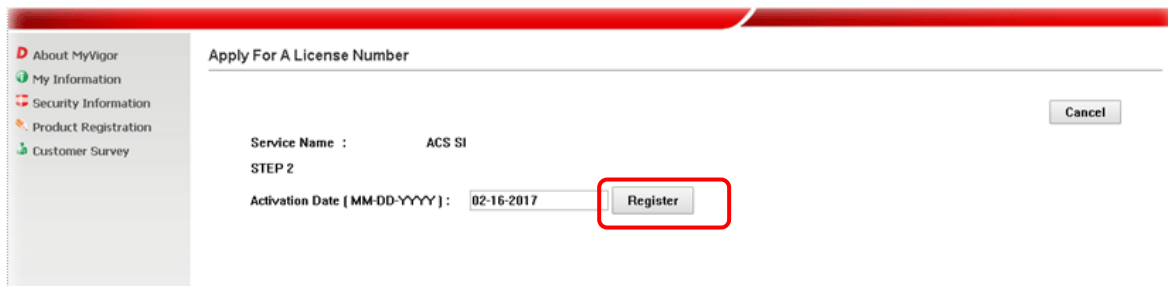 About MyVigor
My Information
Security Information
Product Registration
Customer Survey
Apply For A License Number
Cancel
Service Name : ACS SI
STEP 2
Activation Date ( MM-DD-YYYY ) : 02-16-2017 Register